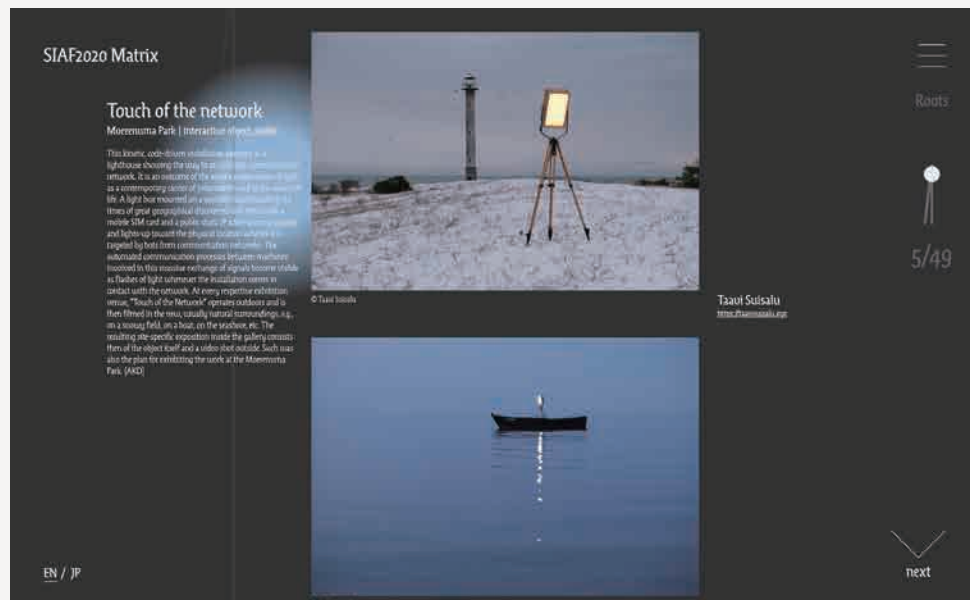 SIAF2020 Matrix
Roots
Touch of the network
Moerenuma Park | interactive object,
This kinetic, code-driven installation
lighthouse showing the way to
network. It is an outcome of the
as a contemporary carrier of
life. A light box mounted on a
times of great geographical
mobile SIM card and a public static IP
and lights up toward the physical location
targeted by bots from communication networks. The
automated communication processes between machines
involved in this massive exchange of signals become visible
as flashes of light whenever the installation comes in
contact with the network. At every respective exhibition
venue, "Touch of the Network" operates outdoors and is
then filmed in the new, usually natural surroundings, e.g.,
on a snowy field, on a boat, on the seashore, etc. The
resulting site-specific exposition inside the gallery consists
then of the object itself and a video shot outside. Such was
also the plan for exhibiting the work at the Moerenuma
Park. (AKD)
© Taavi Suisalu
Taavi Suisalu
5/49
EN / JP
next